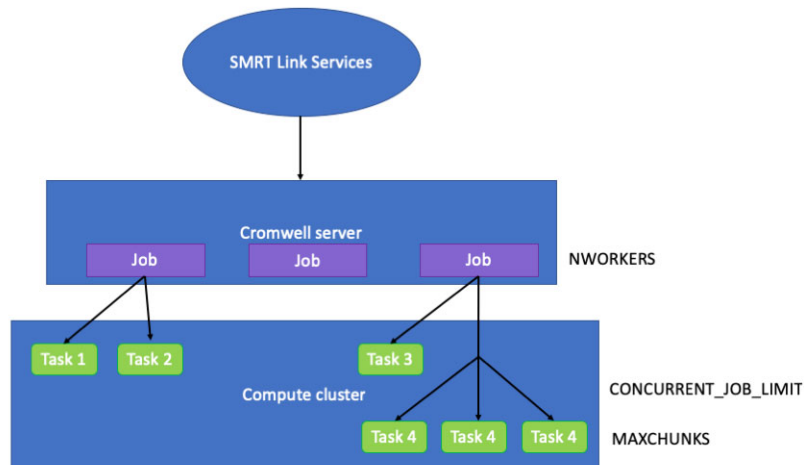 SMRT Link Services
Cromwell server
Job
Job
Job
NWORKERS
Task 1
Task 2
Task 3
Compute cluster
CONCURRENT_JOB_LIMIT
Task 4
Task 4
Task 4
MAXCHUNKS